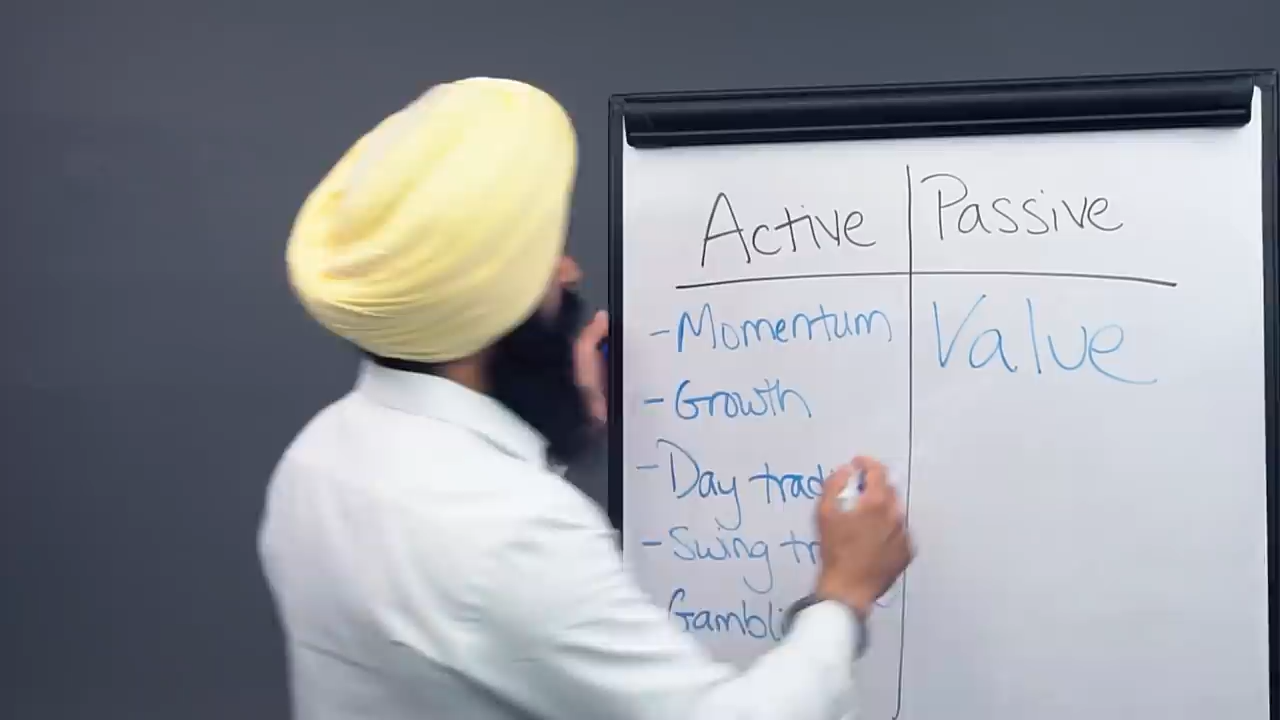 Active Passive
- Momentum Value
- Growth
- Day
- Swing